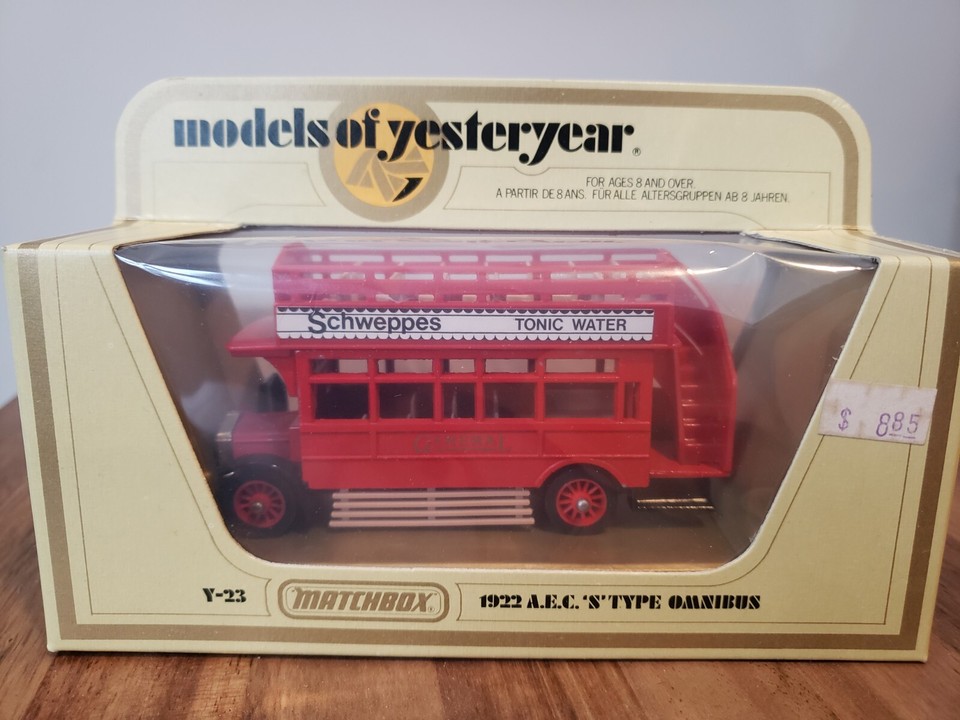 models of yesteryear®
FOR AGES 8 AND OVER.
A PARTIR DE 8 ANS. FÜR ALLE ALTERSGRUPPEN AB 8 JAHREN.
Schweppes TONIC WATER
GENERAL
$ 885
Y-23 MATCHBOX® 1922 A.E.C. 'S' TYPE OMNIBUS